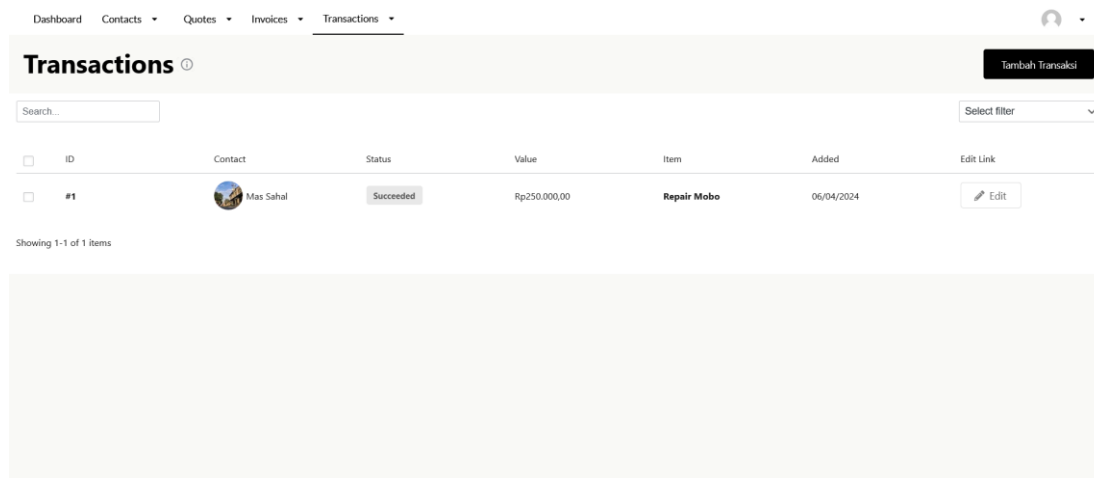 Dashboard Contacts Quotes Invoices Transactions
Transactions
Tambah Transaksi
Search...
Select filter
ID Contact Status Value Item Added Edit Link
#1 Mas Sahal Succeeded Rp250.000,00 Repair Mobo 06/04/2024 Edit
Showing 1-1 of 1 items